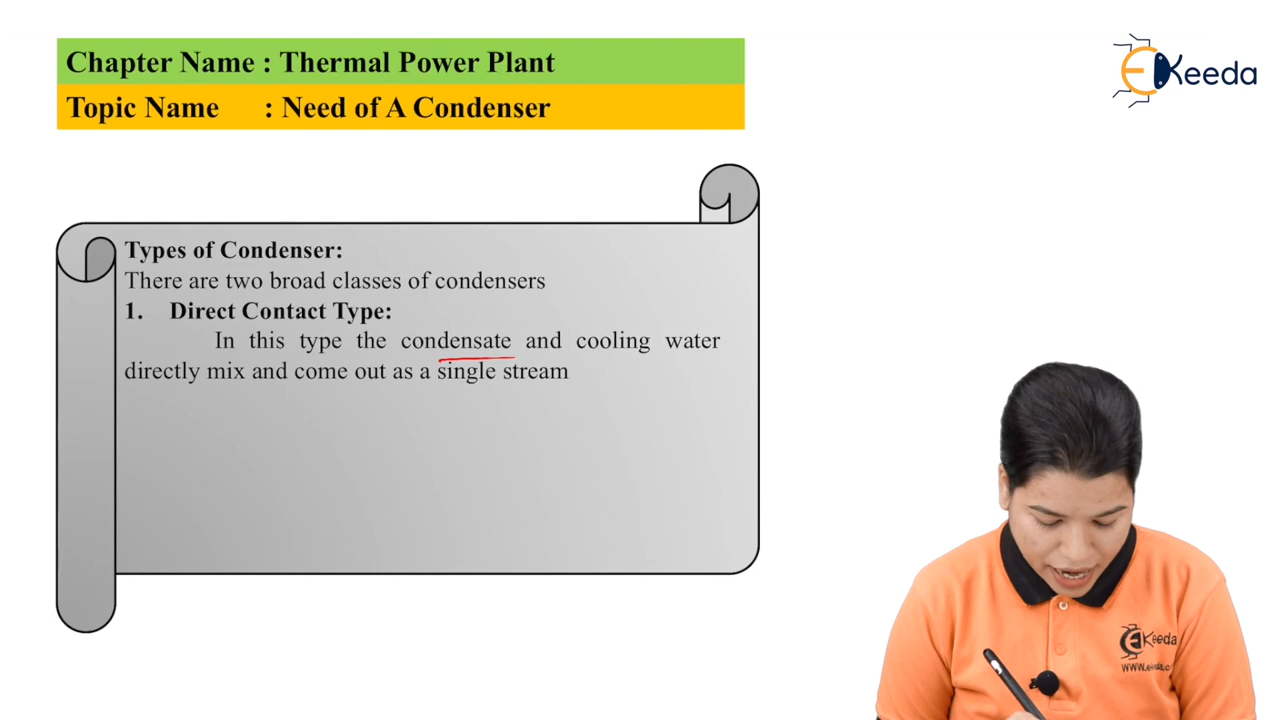 Chapter Name : Thermal Power Plant
Topic Name : Need of A Condenser
EKeeda
Types of Condenser:
There are two broad classes of condensers
1. Direct Contact Type:
In this type the condensate and cooling water
directly mix and come out as a single stream
EKeeda